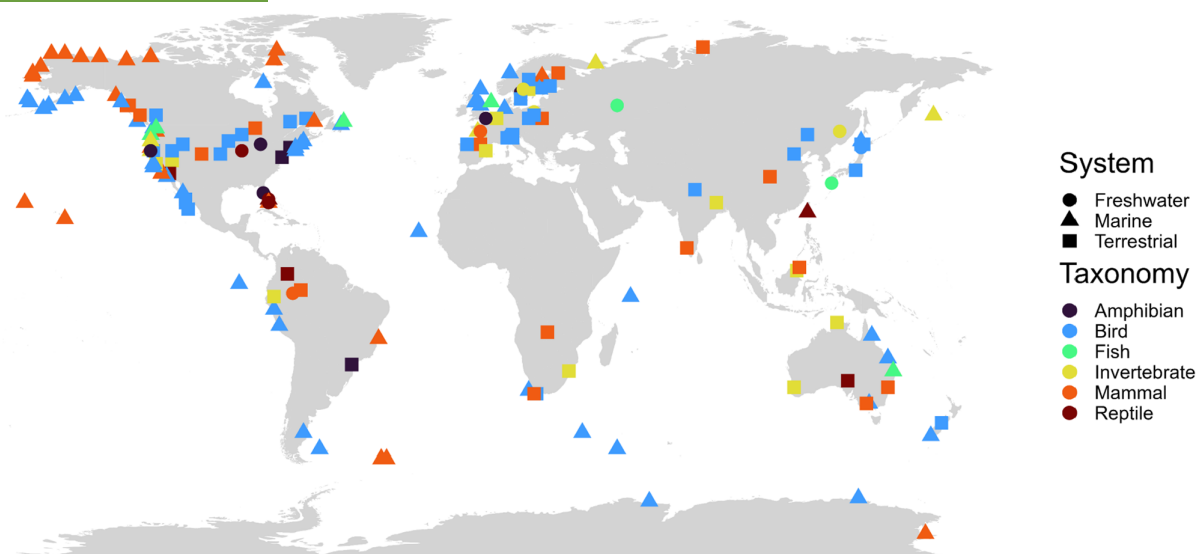 System
Freshwater
Marine
Terrestrial
Taxonomy
Amphibian
Bird
Fish
Invertebrate
Mammal
Reptile